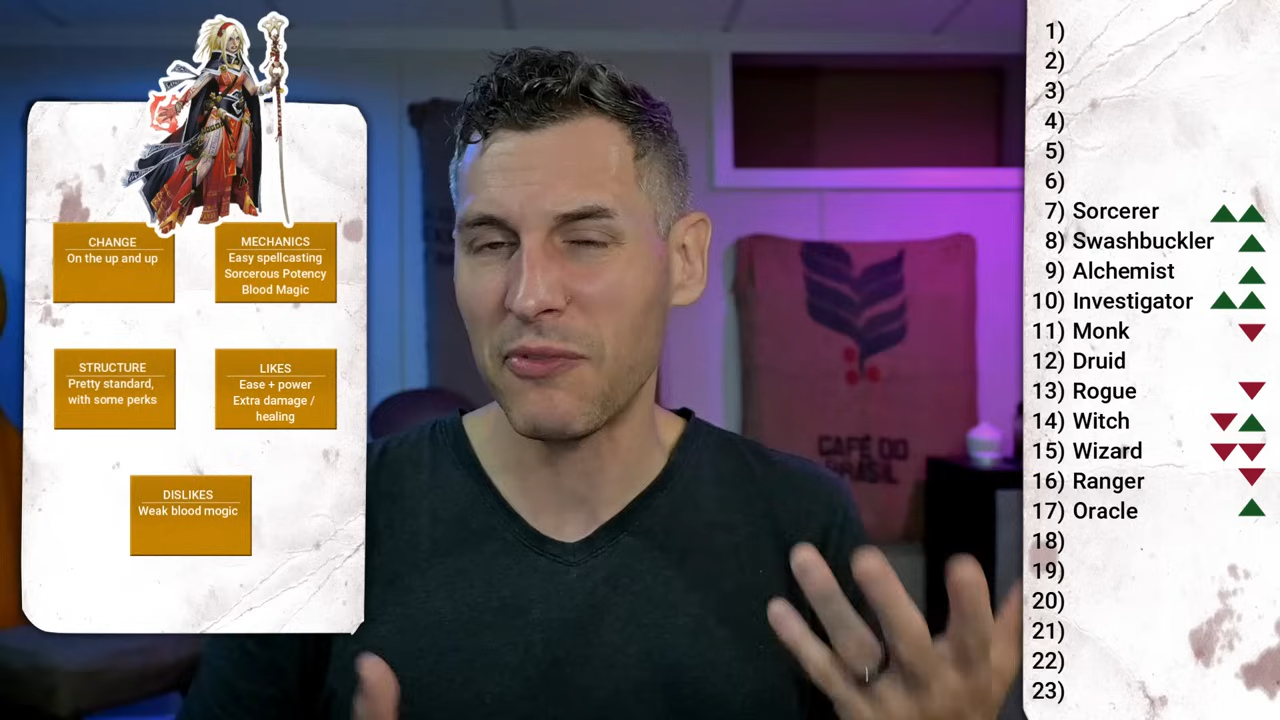 CHANGE
On the up and up
MECHANICS
Easy spellcasting
Sorcerous Potency
Blood Magic
STRUCTURE
Pretty standard,
with some perks
LIKES
Ease + power
Extra damage /
healing
DISLIKES
Weak blood mogic
CAFÉ DO
BRASIL
1)
2)
3)
4)
5)
6)
7) Sorcerer
8) Swashbuckler
9) Alchemist
10) Investigator
11) Monk
12) Druid
13) Rogue
14) Witch
15) Wizard
16) Ranger
17) Oracle
18)
19)
20)
21)
22)
23)